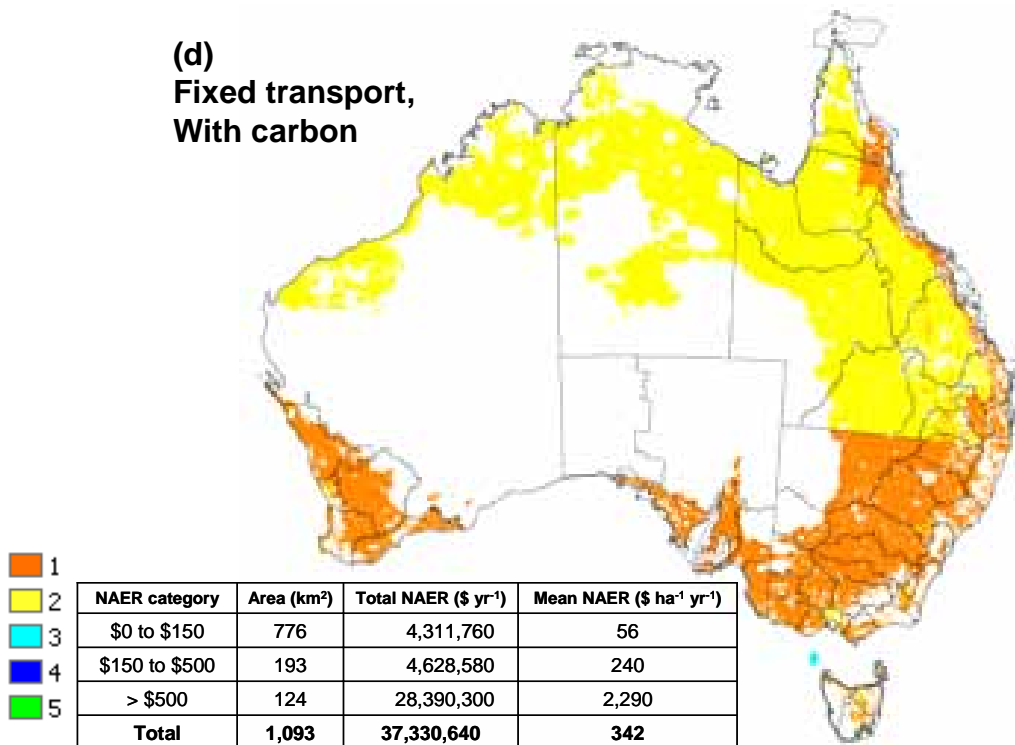 (d)
Fixed transport,
With carbon
1
2
3
4
5
NAER category Area (km²) Total NAER ($ yr⁻¹) Mean NAER ($ ha⁻¹ yr⁻¹)
$0 to $150 776 4,311,760 56
$150 to $500 193 4,628,580 240
> $500 124 28,390,300 2,290
Total 1,093 37,330,640 342